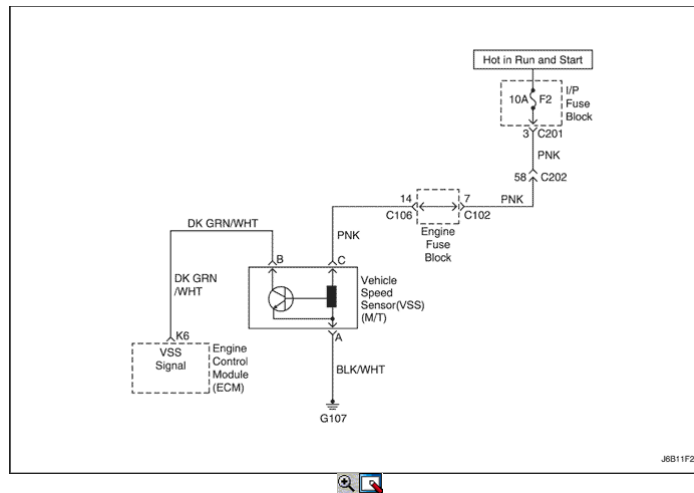 Hot in Run and Start
10A F2
I/P
Fuse
Block
3 C201
PNK
58 C202
14
7
PNK
C106
C102
Engine
Fuse
Block
DK GRN/WHT
PNK
B
C
DK GRN
/WHT
Vehicle
Speed
Sensor(VSS)
(M/T)
K6
A
VSS
Signal
Engine
Control
Module
(ECM)
BLK/WHT
G107
J6B11F2